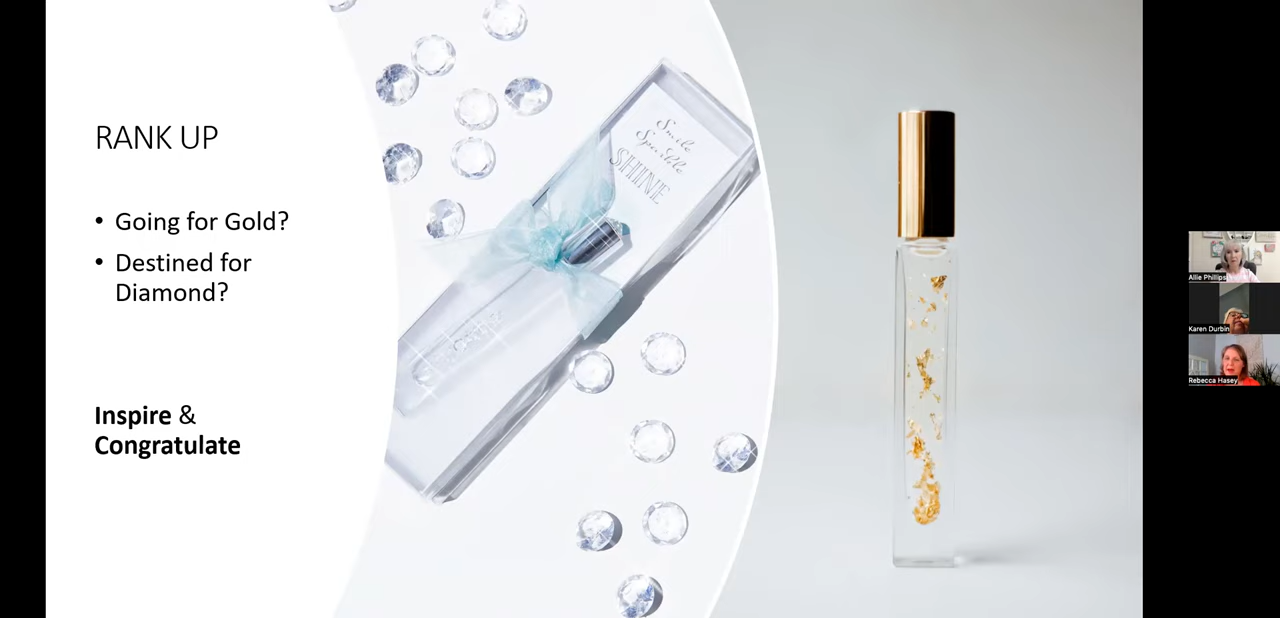 RANK UP
• Going for Gold?
• Destined for
Diamond?
Inspire &
Congratulate
Smile
Sparkle
SHINE
Allie Phillips
Karen Durbin
Rebecca Hasey